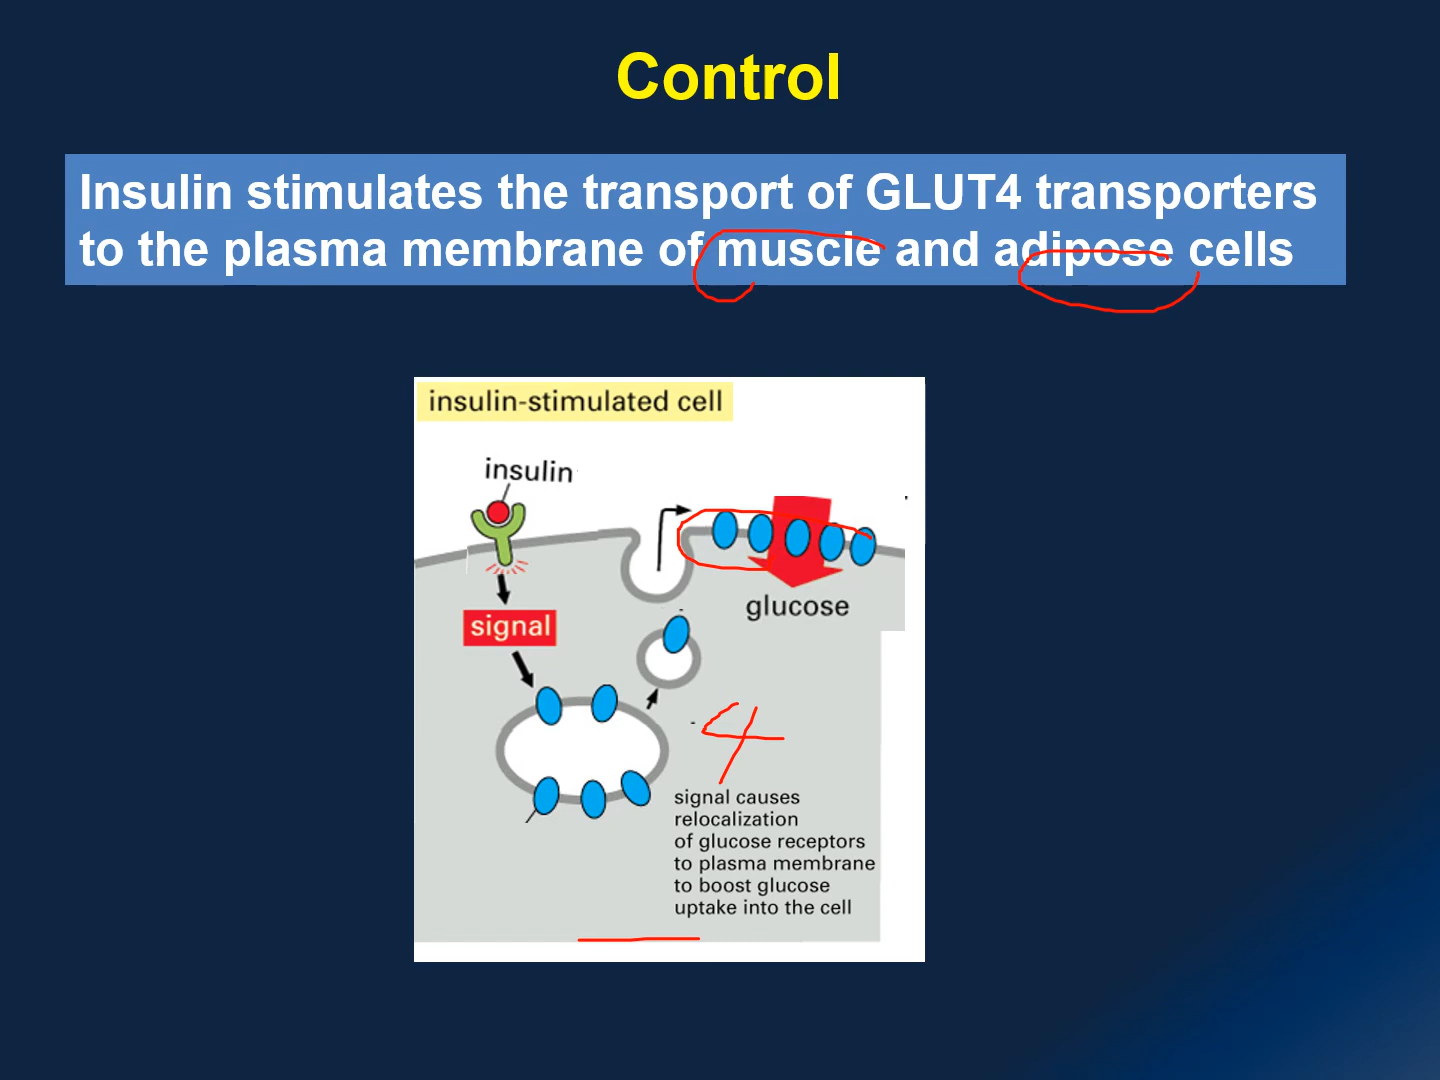 Control
Insulin stimulates the transport of GLUT4 transporters
to the plasma membrane of muscle and adipose cells
insulin-stimulated cell
insulin
glucose
signal
4
signal causes
relocalization
of glucose receptors
to plasma membrane
to boost glucose
uptake into the cell